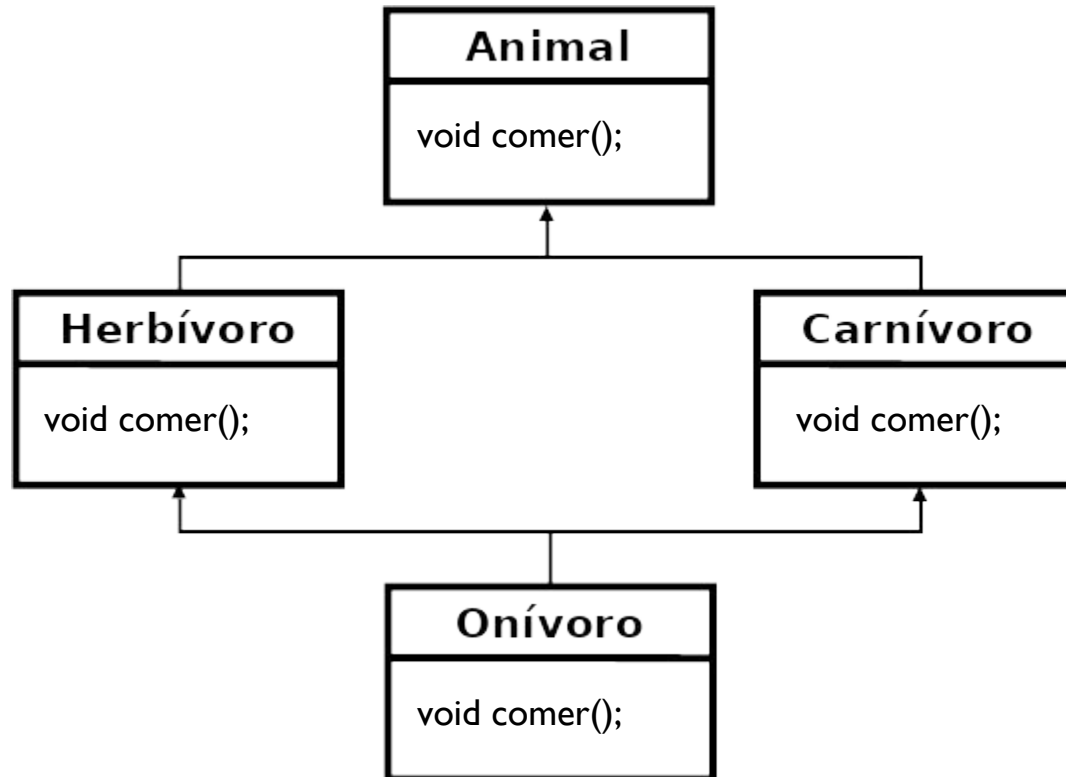 Animal
void comer();
Herbívoro
void comer();
Carnívoro
void comer();
Onívoro
void comer();